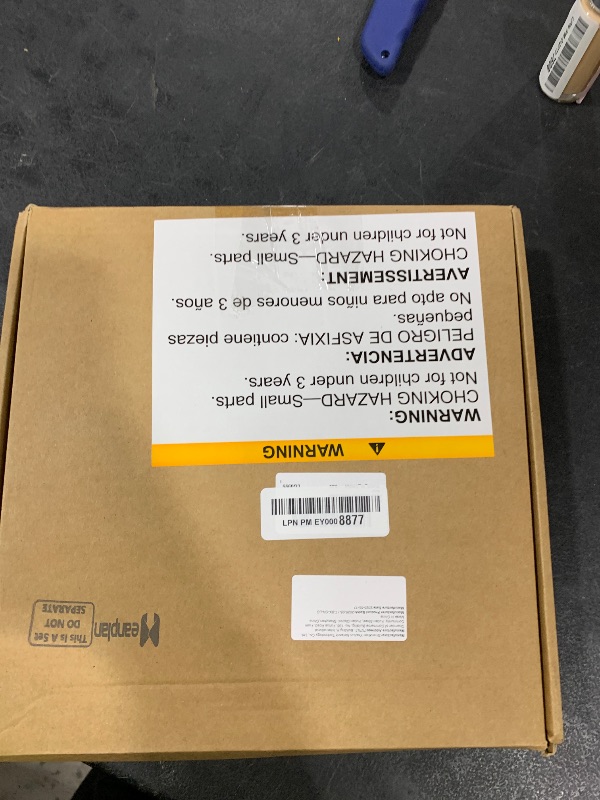 WARNING
WARNING:
CHOKING HAZARD—Small parts.
Not for children under 3 years.
ADVERTENCIA:
PELIGRO DE ASFIXIA: contiene piezas
pequeñas.
No apto para niños menores de 3 años.
AVERTISSEMENT:
CHOKING HAZARD—Small parts.
Not for children under 3 years.
LPN PM EY0008877
eanplan
This Is A Set
DO NOT
SEPARATE